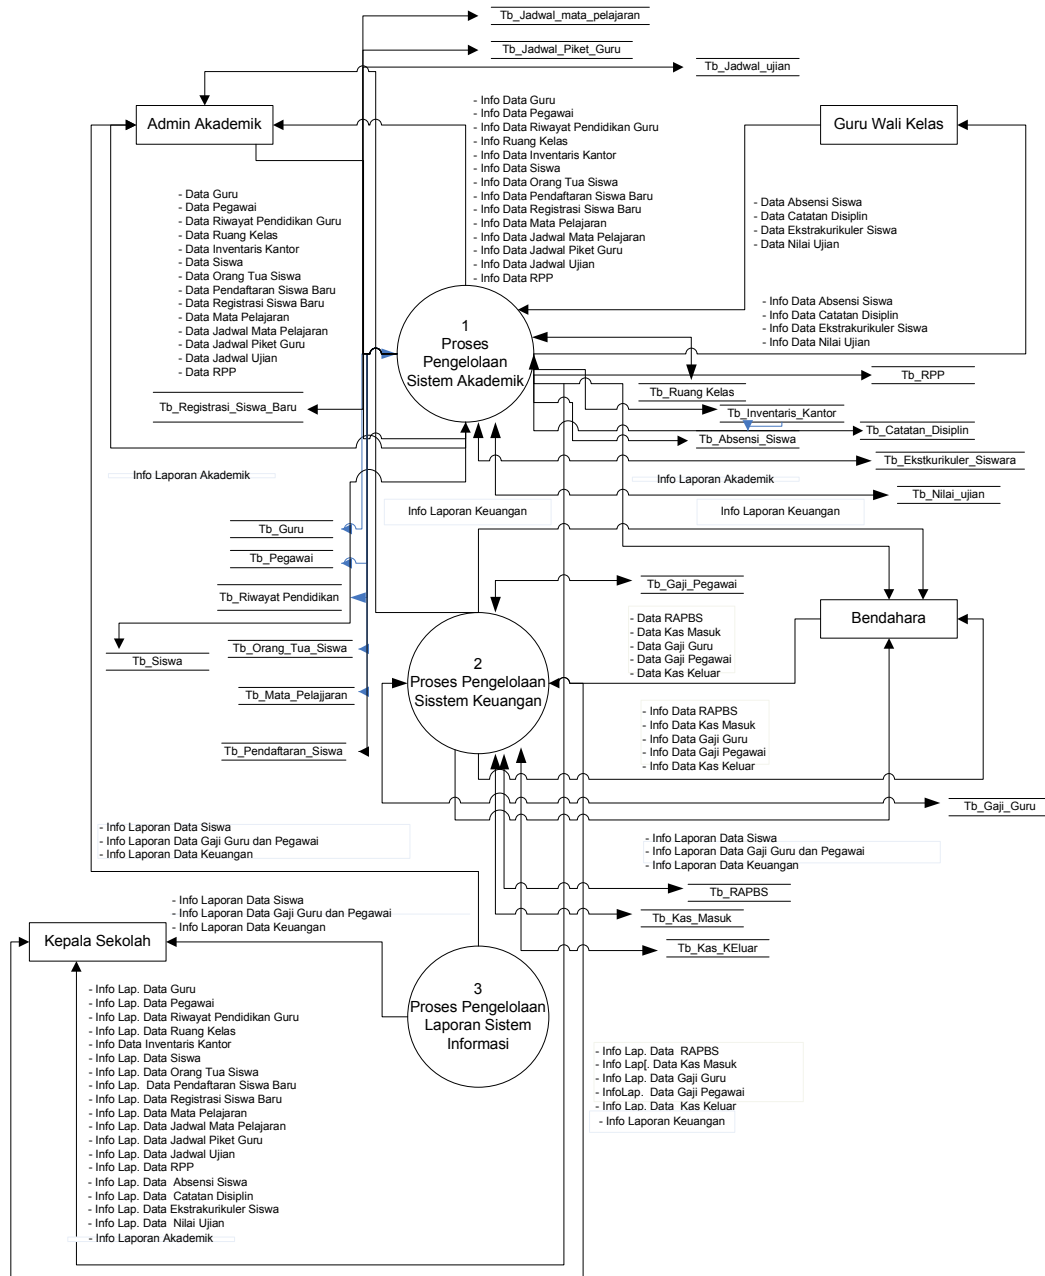 Tb_Jadwal_mata_pelajaran
Tb_Jadwal_Piket_Guru
Tb_Jadwal_ujian
Admin Akademik
Guru Wali Kelas
- Info Data Guru
- Info Data Pegawai
- Info Data Riwayat Pendidikan Guru
- Info Ruang Kelas
- Info Data Inventaris Kantor
- Info Data Siswa
- Info Data Orang Tua Siswa
- Info Data Pendaftaran Siswa Baru
- Info Data Registrasi Siswa Baru
- Info Data Mata Pelajaran
- Info Data Jadwal Mata Pelajaran
- Info Data Jadwal Piket Guru
- Info Data Jadwal Ujian
- Info Data RPP
- Data Guru
- Data Pegawai
- Data Riwayat Pendidikan Guru
- Data Ruang Kelas
- Data Inventaris Kantor
- Data Siswa
- Data Orang Tua Siswa
- Data Pendaftaran Siswa Baru
- Data Registrasi Siswa Baru
- Data Mata Pelajaran
- Data Jadwal Mata Pelajaran
- Data Jadwal Piket Guru
- Data Jadwal Ujian
- Data RPP
- Data Absensi Siswa
- Data Catatan Disiplin
- Data Ekstrakurikuler Siswa
- Data Nilai Ujian
- Info Data Absensi Siswa
- Info Data Catatan Disiplin
- Info Data Ekstrakurikuler Siswa
- Info Data Nilai Ujian
1
Proses
Pengelolaan
Sistem Akademik
Tb_RPP
Tb_Ruang Kelas
Tb_Registrasi_Siswa_Baru
Tb_Inventaris_Kantor
Tb_Catatan_Disiplin
Tb_Absensi_Siswa
Tb_Ekstkurikuler_Siswara
Info Laporan Akademik
Info Laporan Akademik
Tb_Nilai_ujian
Info Laporan Keuangan
Info Laporan Keuangan
Tb_Guru
Tb_Pegawai
Tb_Riwayat Pendidikan
Tb_Gaji_Pegawai
Tb_Siswa
Tb_Orang_Tua_Siswa
Tb_Mata_Pelajjaran
Tb_Pendaftaran_Siswa
Bendahara
- Data RAPBS
- Data Kas Masuk
- Data Gaji Guru
- Data Gaji Pegawai
- Data Kas Keluar
2
Proses Pengelolaan
Sisstem Keuangan
- Info Data RAPBS
- Info Data Kas Masuk
- Info Data Gaji Guru
- Info Data Gaji Pegawai
- Info Data Kas Keluar
Tb_Gaji_Guru
- Info Laporan Data Siswa
- Info Laporan Data Gaji Guru dan Pegawai
- Info Laporan Data Keuangan
- Info Laporan Data Siswa
- Info Laporan Data Gaji Guru dan Pegawai
- Info Laporan Data Keuangan
Tb_RAPBS
Tb_Kas_Masuk
Tb_Kas_KEluar
- Info Laporan Data Siswa
- Info Laporan Data Gaji Guru dan Pegawai
- Info Laporan Data Keuangan
Kepala Sekolah
3
Proses Pengelolaan
Laporan Sistem
Informasi
- Info Lap. Data Guru
- Info Lap. Data Pegawai
- Info Lap. Data Riwayat Pendidikan Guru
- Info Lap. Data Ruang Kelas
- Info Data Inventaris Kantor
- Info Lap. Data Siswa
- Info Lap. Data Orang Tua Siswa
- Info Lap.  Data Pendaftaran Siswa Baru
- Info Lap. Data Registrasi Siswa Baru
- Info Lap. Data Mata Pelajaran
- Info Lap. Data Jadwal Mata Pelajaran
- Info Lap. Data Jadwal Piket Guru
- Info Lap. Data Jadwal Ujian
- Info Lap. Data RPP
- Info Lap. Data  Absensi Siswa
- Info Lap. Data  Catatan Disiplin
- Info Lap. Data Ekstrakurikuler Siswa
- Info Lap. Data  Nilai Ujian
- Info Laporan Akademik
- Info Lap. Data  RAPBS
- Info Lap[. Data Kas Masuk
- Info Lap. Data Gaji Guru
- InfoLap.  Data Gaji Pegawai
- Info Lap. Data  Kas Keluar
- Info Laporan Keuangan